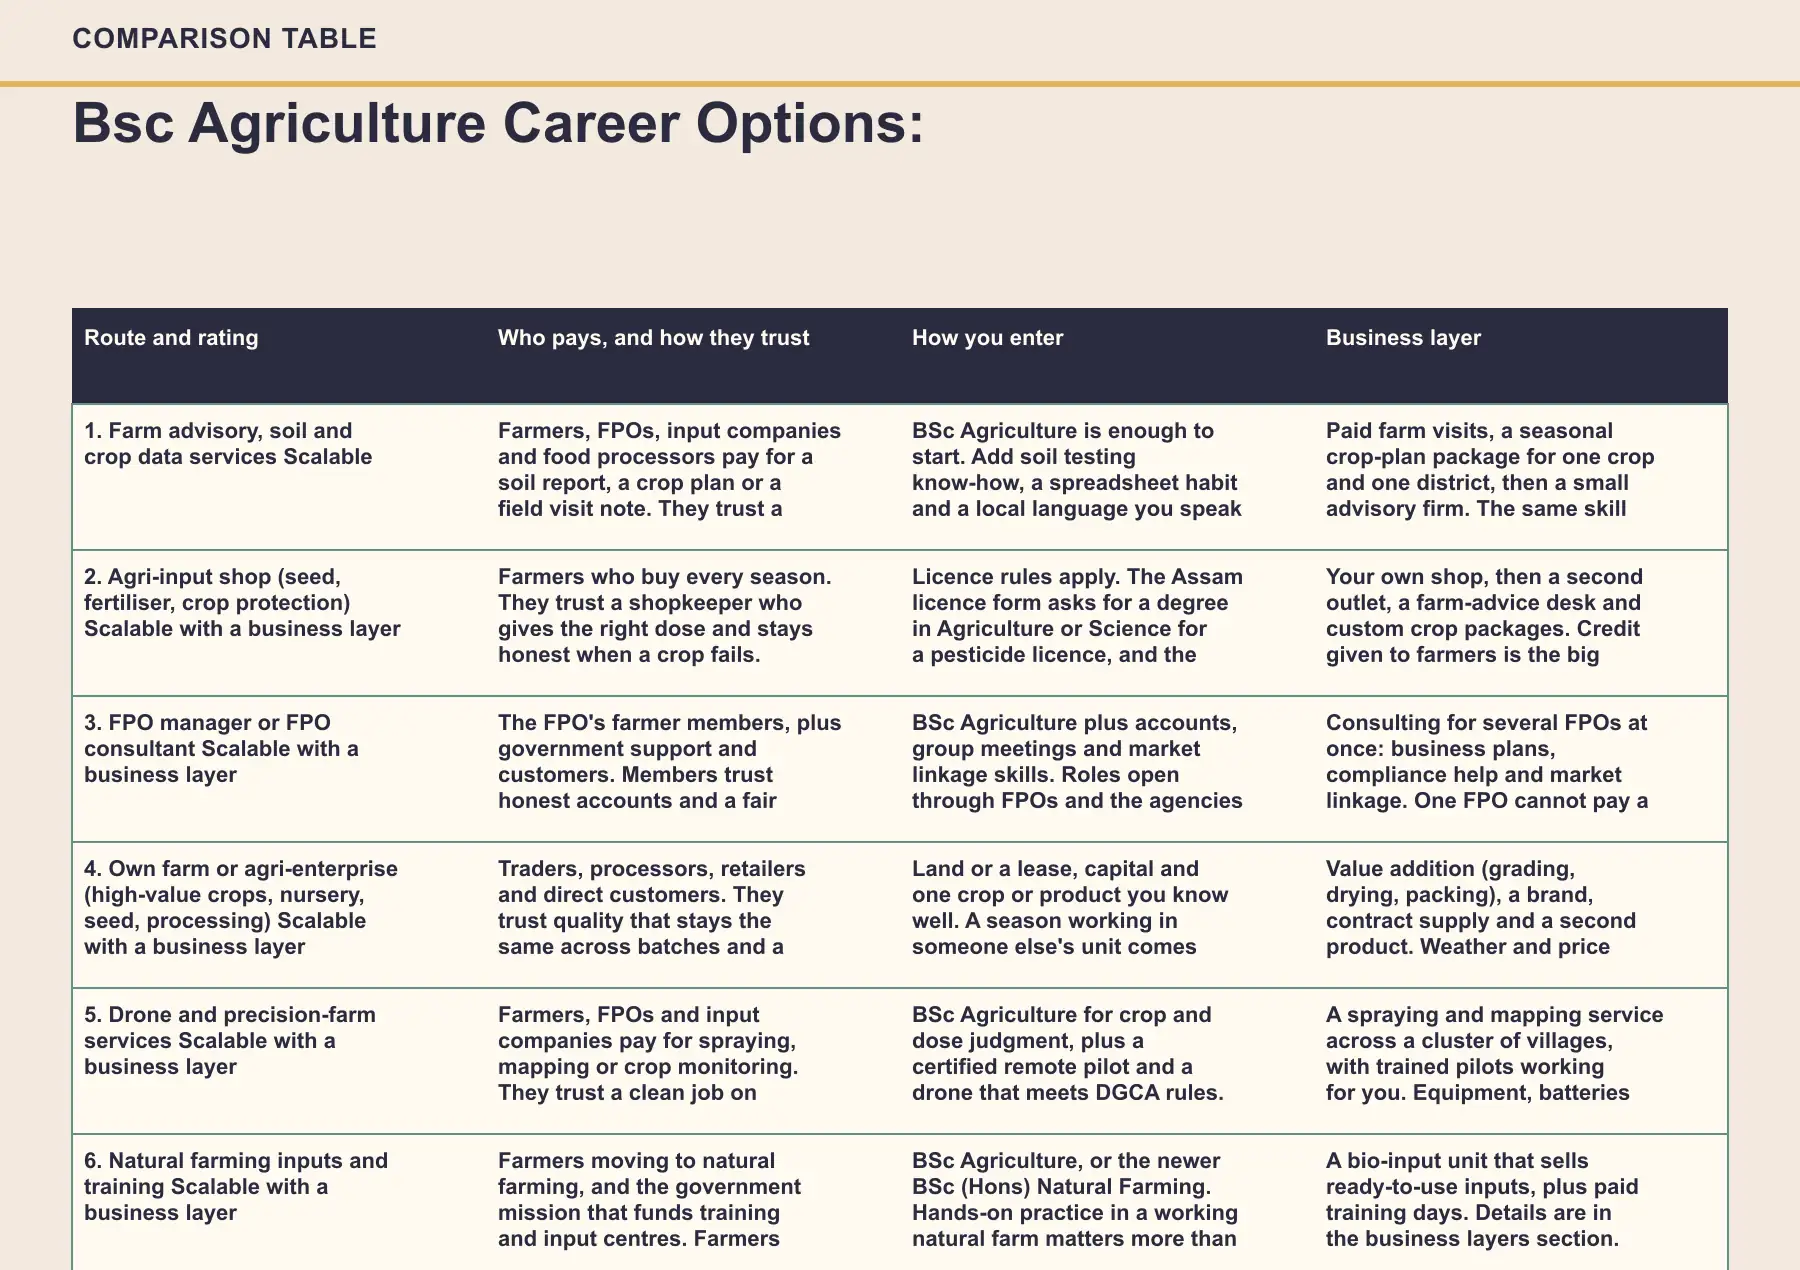 COMPARISON TABLE
Bsc Agriculture Career Options:
Route and rating
Who pays, and how they trust
How you enter
Business layer
1. Farm advisory, soil and
crop data services Scalable
Farmers, FPOs, input companies
and food processors pay for a
soil report, a crop plan or a
field visit note. They trust a
BSc Agriculture is enough to
start. Add soil testing
know-how, a spreadsheet habit
and a local language you speak
Paid farm visits, a seasonal
crop-plan package for one crop
and one district, then a small
advisory firm. The same skill
2. Agri-input shop (seed,
fertiliser, crop protection)
Scalable with a business layer
Farmers who buy every season.
They trust a shopkeeper who
gives the right dose and stays
honest when a crop fails.
Licence rules apply. The Assam
licence form asks for a degree
in Agriculture or Science for
a pesticide licence, and the
Your own shop, then a second
outlet, a farm-advice desk and
custom crop packages. Credit
given to farmers is the big
3. FPO manager or FPO
consultant Scalable with a
business layer
The FPO's farmer members, plus
government support and
customers. Members trust
honest accounts and a fair
BSc Agriculture plus accounts,
group meetings and market
linkage skills. Roles open
through FPOs and the agencies
Consulting for several FPOs at
once: business plans,
compliance help and market
linkage. One FPO cannot pay a
4. Own farm or agri-enterprise
(high-value crops, nursery,
seed, processing) Scalable
with a business layer
Traders, processors, retailers
and direct customers. They
trust quality that stays the
same across batches and a
Land or a lease, capital and
one crop or product you know
well. A season working in
someone else's unit comes
Value addition (grading,
drying, packing), a brand,
contract supply and a second
product. Weather and price
5. Drone and precision-farm
services Scalable with a
business layer
Farmers, FPOs and input
companies pay for spraying,
mapping or crop monitoring.
They trust a clean job on
BSc Agriculture for crop and
dose judgment, plus a
certified remote pilot and a
drone that meets DGCA rules.
A spraying and mapping service
across a cluster of villages,
with trained pilots working
for you. Equipment, batteries
6. Natural farming inputs and
training Scalable with a
business layer
Farmers moving to natural
farming, and the government
mission that funds training
and input centres. Farmers
BSc Agriculture, or the newer
BSc (Hons) Natural Farming.
Hands-on practice in a working
natural farm matters more than
A bio-input unit that sells
ready-to-use inputs, plus paid
training days. Details are in
the business layers section.